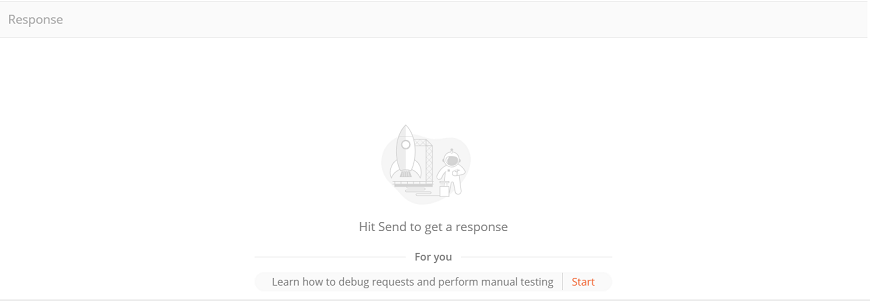 Response
Hit Send to get a response
For you
Learn how to debug requests and perform manual testing Start